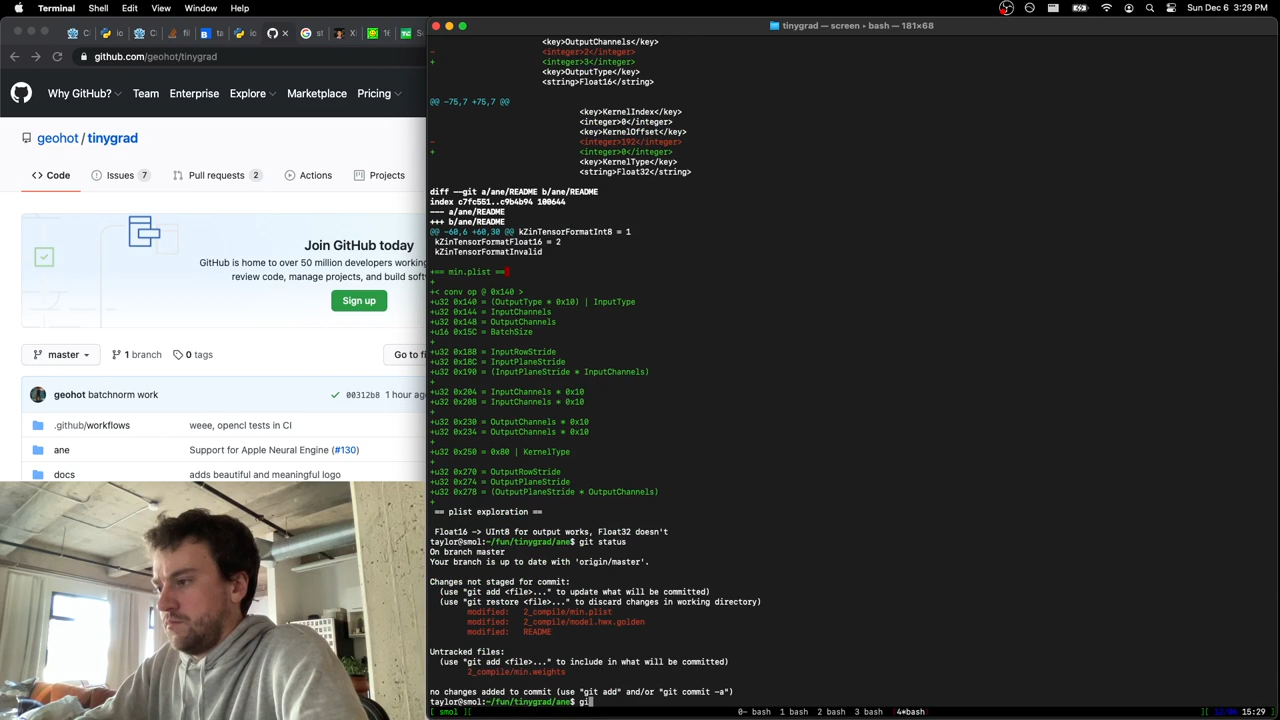 Terminal Shell Edit View Window Help
Sun Dec 6 3:29 PM
github.com/geohot/tinygrad
Why GitHub? Team Enterprise Explore Marketplace Pricing
geohot / tinygrad
Code Issues 7 Pull requests 2 Actions Projects
Join GitHub today
GitHub is home to over 50 million developers working
review code, manage projects, and build soft
Sign up
master 1 branch 0 tags Go to fi
geohot batchnorm work 00312b8 1 hour ag
.github/workflows weee, opencl tests in CI
ane Support for Apple Neural Engine (#130)
docs adds beautiful and meaningful logo
tinygrad — screen ▸ bash — 181×68
<key>OutputChannels</key>
- <integer>2</integer>
+ <integer>3</integer>
<key>OutputType</key>
<string>Float16</string>
@@ -75,7 +75,7 @@
<key>KernelIndex</key>
<integer>0</integer>
<key>KernelOffset</key>
- <integer>192</integer>
+ <integer>0</integer>
<key>KernelType</key>
<string>Float32</string>
diff --git a/ane/README b/ane/README
index c7fc551..c9b4b94 100644
--- a/ane/README
+++ b/ane/README
@@ -60,6 +60,30 @@ kZinTensorFormatInt8 = 1
kZinTensorFormatFloat16 = 2
kZinTensorFormatInvalid
+== min.plist ==
+
+< conv op @ 0x140 >
+u32 0x140 = (OutputType * 0x10) | InputType
+u32 0x144 = InputChannels
+u32 0x148 = OutputChannels
+u16 0x15C = BatchSize
+
+u32 0x188 = InputRowStride
+u32 0x18C = InputPlaneStride
+u32 0x190 = (InputPlaneStride * InputChannels)
+
+u32 0x204 = InputChannels * 0x10
+u32 0x208 = InputChannels * 0x10
+
+u32 0x230 = OutputChannels * 0x10
+u32 0x234 = OutputChannels * 0x10
+
+u32 0x250 = 0x80 | KernelType
+
+u32 0x270 = OutputRowStride
+u32 0x274 = OutputPlaneStride
+u32 0x278 = (OutputPlaneStride * OutputChannels)
+
== plist exploration ==
Float16 -> UInt8 for output works, Float32 doesn't
taylor@smol:~/fun/tinygrad/ane$ git status
On branch master
Your branch is up to date with 'origin/master'.
Changes not staged for commit:
(use "git add <file>..." to update what will be committed)
(use "git restore <file>..." to discard changes in working directory)
modified: 2_compile/min.plist
modified: 2_compile/model.hwx.golden
modified: README
Untracked files:
(use "git add <file>..." to include in what will be committed)
2_compile/min.weights
no changes added to commit (use "git add" and/or "git commit -a")
taylor@smol:~/fun/tinygrad/ane$ gi
[ smol ][ 0- bash 1 bash 2 bash 3 bash [4*bash] ][ 15:29 ]